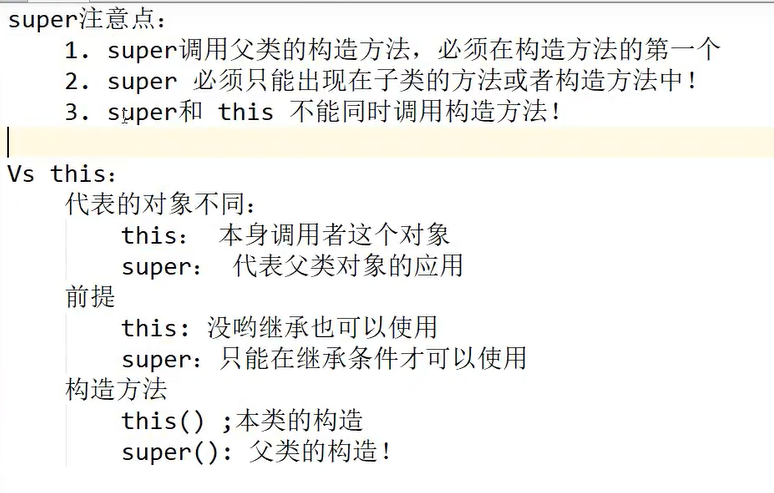 super注意点:
1. super调用父类的构造方法，必须在构造方法的第一个
2. super 必须只能出现在子类的方法或者构造方法中!
3. super和 this 不能同时调用构造方法!
Vs this:
代表的对象不同:
this: 本身调用者这个对象
super: 代表父类对象的应用
前提
this: 没哟继承也可以使用
super: 只能在继承条件才可以使用
构造方法
this() ;本类的构造
super(): 父类的构造!